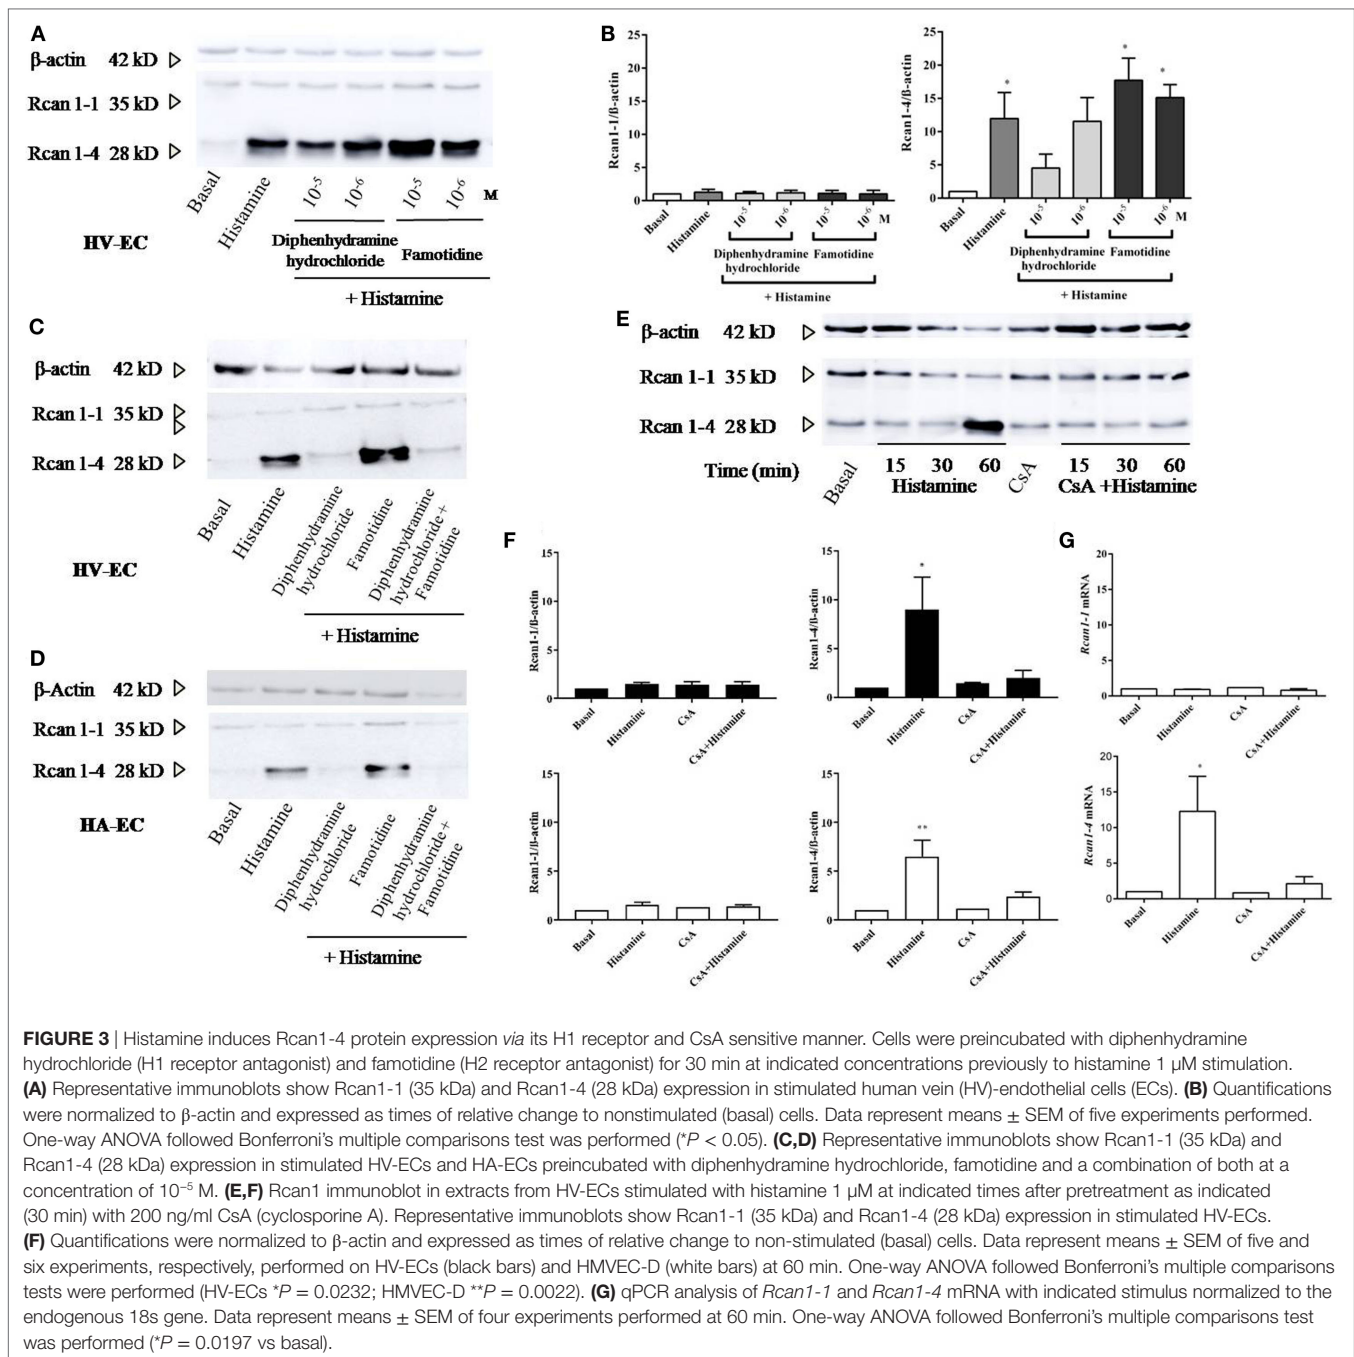 A
β-actin 42 kD
Rcan 1-1 35 kD
Rcan 1-4 28 kD
Basal
Histamine
10-5
10-6
10-5
10-6
M
HV-EC
Diphenhydramine
hydrochloride
Famotidine
+ Histamine
B
Rcan1-1/ß-actin
25
20
15
10
5
0
Basal
Histamine
10-5
10-6
10-5
10-6
M
Diphenhydramine
hydrochloride
Famotidine
+ Histamine
Rcan1-4/ß-actin
25
20
15
10
5
0
*
*
*
Basal
Histamine
10-5
10-6
10-5
10-6
M
Diphenhydramine
hydrochloride
Famotidine
+ Histamine
C
β-actin 42 kD
Rcan 1-1 35 kD
Rcan 1-4 28 kD
Basal
Histamine
Diphenhydramine
hydrochloride
Famotidine
Diphenhydramine
hydrochloride+
Famotidine
HV-EC
+ Histamine
D
β-Actin 42 kD
Rcan 1-1 35 kD
Rcan 1-4 28 kD
Basal
Histamine
Diphenhydramine
hydrochloride
Famotidine
Diphenhydramine
hydrochloride+
Famotidine
HA-EC
+ Histamine
E
β-actin 42 kD
Rcan 1-1 35 kD
Rcan 1-4 28 kD
Time (min)
Basal
15 30 60
Histamine
CsA
15 30 60
CsA +Histamine
F
Rcan1-1/ß-actin
15
10
5
0
Basal
Histamine
CsA
CsA+Histamine
Rcan1-4/ß-actin
15
10
5
0
*
Basal
Histamine
CsA
CsA+Histamine
Rcan1-1/ß-actin
15
10
5
0
Basal
Histamine
CsA
CsA+Histamine
Rcan1-4/ß-actin
15
10
5
0
**
Basal
Histamine
CsA
CsA+Histamine
G
Rcan1-1 mRNA
20
15
10
5
0
Basal
Histamine
CsA
CsA+Histamine
Rcan1-4 mRNA
20
15
10
5
0
*
Basal
Histamine
CsA
CsA+Histamine
FIGURE 3 | Histamine induces Rcan1-4 protein expression via its H1 receptor and CsA sensitive manner. Cells were preincubated with diphenhydramine
hydrochloride (H1 receptor antagonist) and famotidine (H2 receptor antagonist) for 30 min at indicated concentrations previously to histamine 1 µM stimulation.
(A) Representative immunoblots show Rcan1-1 (35 kDa) and Rcan1-4 (28 kDa) expression in stimulated human vein (HV)-endothelial cells (ECs). (B) Quantifications
were normalized to β-actin and expressed as times of relative change to nonstimulated (basal) cells. Data represent means ± SEM of five experiments performed.
One-way ANOVA followed Bonferroni's multiple comparisons test was performed (*P < 0.05). (C,D) Representative immunoblots show Rcan1-1 (35 kDa) and
Rcan1-4 (28 kDa) expression in stimulated HV-ECs and HA-ECs preincubated with diphenhydramine hydrochloride, famotidine and a combination of both at a
concentration of 10−5 M. (E,F) Rcan1 immunoblot in extracts from HV-ECs stimulated with histamine 1 µM at indicated times after pretreatment as indicated
(30 min) with 200 ng/ml CsA (cyclosporine A). Representative immunoblots show Rcan1-1 (35 kDa) and Rcan1-4 (28 kDa) expression in stimulated HV-ECs.
(F) Quantifications were normalized to β-actin and expressed as times of relative change to non-stimulated (basal) cells. Data represent means ± SEM of five and
six experiments, respectively, performed on HV-ECs (black bars) and HMVEC-D (white bars) at 60 min. One-way ANOVA followed Bonferroni's multiple comparisons
tests were performed (HV-ECs *P = 0.0232; HMVEC-D **P = 0.0022). (G) qPCR analysis of Rcan1-1 and Rcan1-4 mRNA with indicated stimulus normalized to the
endogenous 18s gene. Data represent means ± SEM of four experiments performed at 60 min. One-way ANOVA followed Bonferroni's multiple comparisons test
was performed (*P = 0.0197 vs basal).